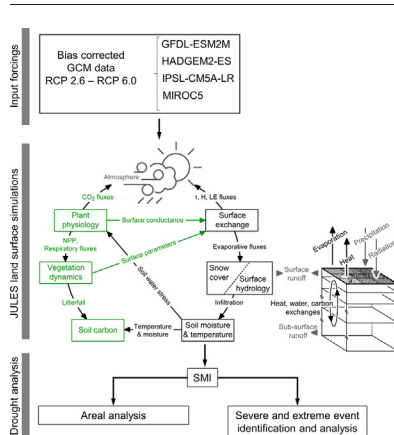 Input forcings
Bias corrected
GCM data
RCP 2.6 – RCP 6.0
GFDL-ESM2M
HADGEM2-ES
IPSL-CM5A-LR
MIROC5
JULES land surface simulations
Atmosphere
CO₂ fluxes
τ, H, LE fluxes
Plant
physiology
Surface conductance
Surface
exchange
NPP,
Respiratory fluxes
Surface parameters
Evaporative fluxes
Vegetation
dynamics
Soil water stress
Snow
cover
Surface
hydrology
Litterfall
Infiltration
Soil carbon
Temperature
& moisture
Soil moisture
& temperature
Evaporation
Heat
Precipitation
Radiation
Surface
runoff
Heat, water, carbon
exchanges
Sub-surface
runoff
Drought analysis
SMI
Areal analysis
Severe and extreme event
identification and analysis